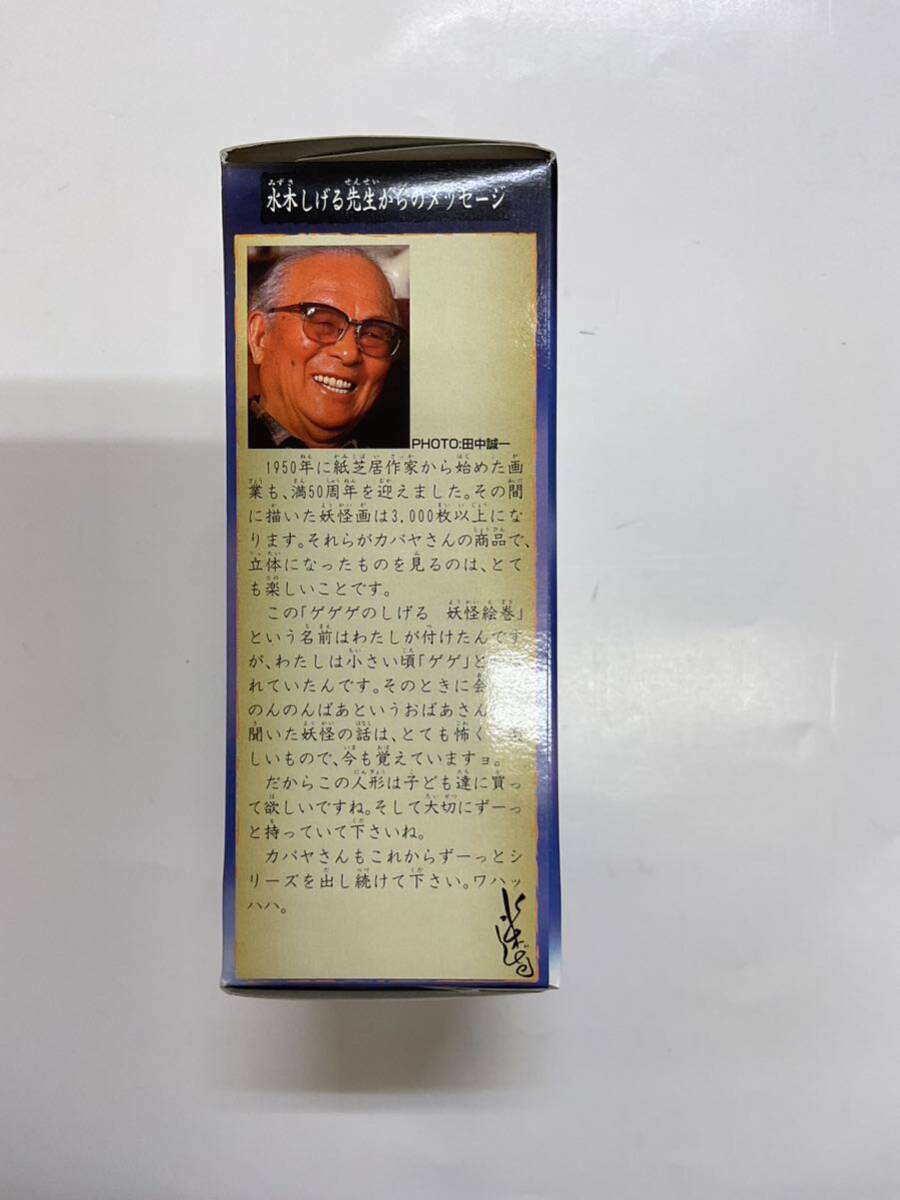 水木しげる先生からのメッセージ
PHOTO:田中誠一
1950年に紙芝居作家から始めた画
業も、満50周年を迎えました。その間
に描いた妖怪画は3,000枚以上にな
ります。それらがカバヤさんの商品で、
立体になったものを見るのは、とて
も楽しいことです。
この「ゲゲゲのしげる 妖怪絵巻」
という名前はわたしが付けたんです
が、わたしは小さい頃「ゲゲ」と
れていたんです。そのときに会
のんのんばあというおばあさん
聞いた妖怪の話は、とても怖く
しいもので、今も覚えていますョ。
だからこの人形は子ども達に買っ
て欲しいですね。そして大切にずーっ
と持っていて下さいね。
カバヤさんもこれからずーっとシ
リーズを出し続けて下さい。ワハッ
ハハ。